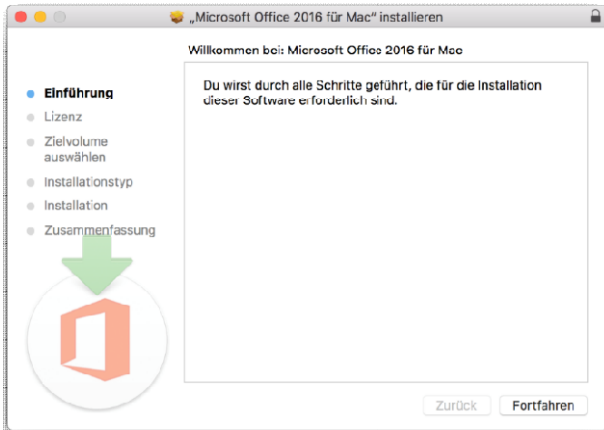 „Microsoft Office 2016 für Mac“ installieren
Willkommen bei: Microsoft Office 2016 für Mac
Du wirst durch alle Schritte geführt, die für die Installation
dieser Software erforderlich sind.
Einführung
Lizenz
Zielvolume
auswählen
Installationstyp
Installation
Zusammenfassung
Zurück
Fortfahren